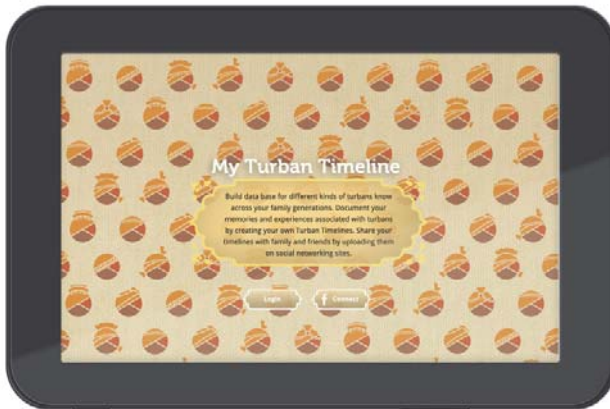 My Turban Timeline
Build data base for different kinds of turbans know
across your family generations. Document your
memories and experiences associated with turbans
by creating your own Turban Timelines. Share your
timelines with family and friends by uploading them
on social networking sites.
Login
f Connect